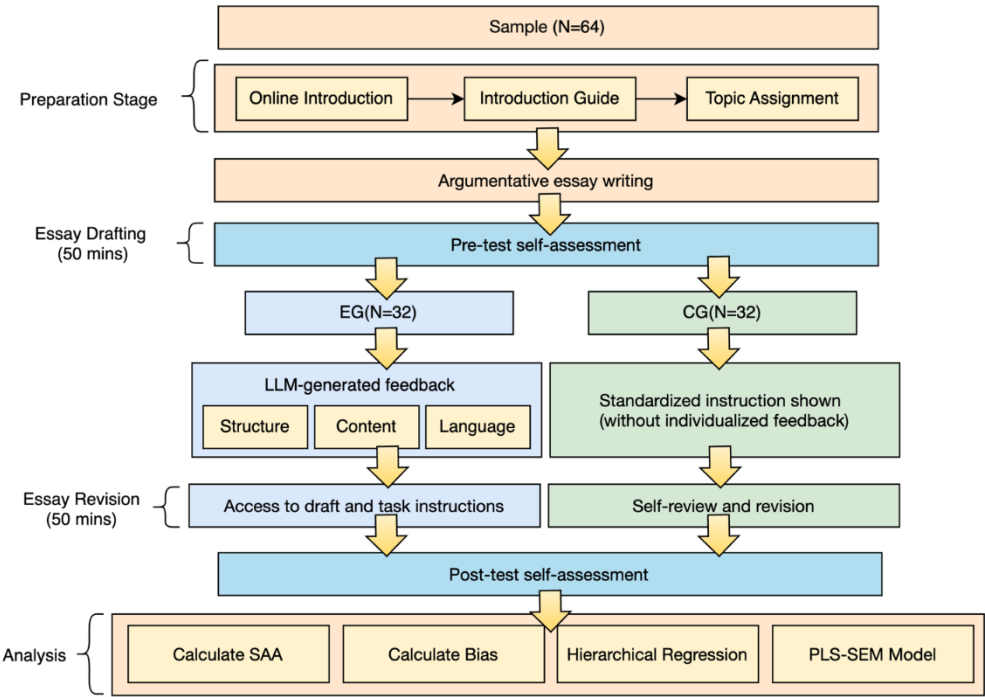 Sample (N=64)
Preparation Stage
Online Introduction
Introduction Guide
Topic Assignment
Argumentative essay writing
Essay Drafting
(50 mins)
Pre-test self-assessment
EG(N=32)
CG(N=32)
LLM-generated feedback
Structure
Content
Language
Standardized instruction shown
(without individualized feedback)
Essay Revision
(50 mins)
Access to draft and task instructions
Self-review and revision
Post-test self-assessment
Analysis
Calculate SAA
Calculate Bias
Hierarchical Regression
PLS-SEM Model